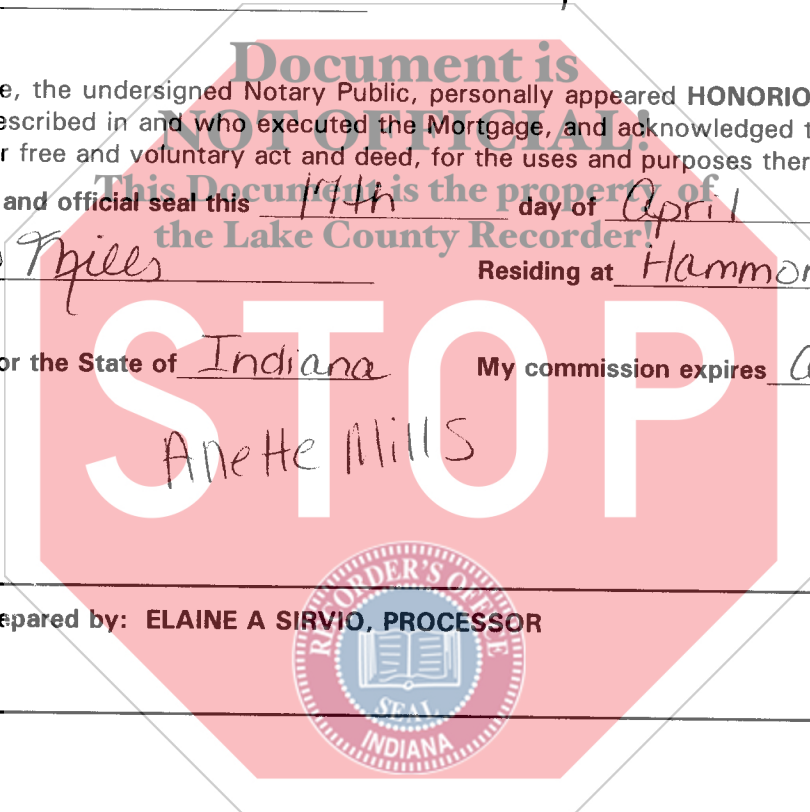 Document is
e, the undersigned Notary Public, personally appeared HONORIO
NOT OFFICIAL!
escribed in and who executed the Mortgage, and acknowledged t
r free and voluntary act and deed, for the uses and purposes ther
This Document is the property of
and official seal this 17th day of April
the Lake County Recorder!
Mills Residing at Hammon
or the State of Indiana My commission expires
STOP
Anette Mills
RECORDER'S OFFICE
epared by: ELAINE A SIRVIO, PROCESSOR
SEAL
INDIANA